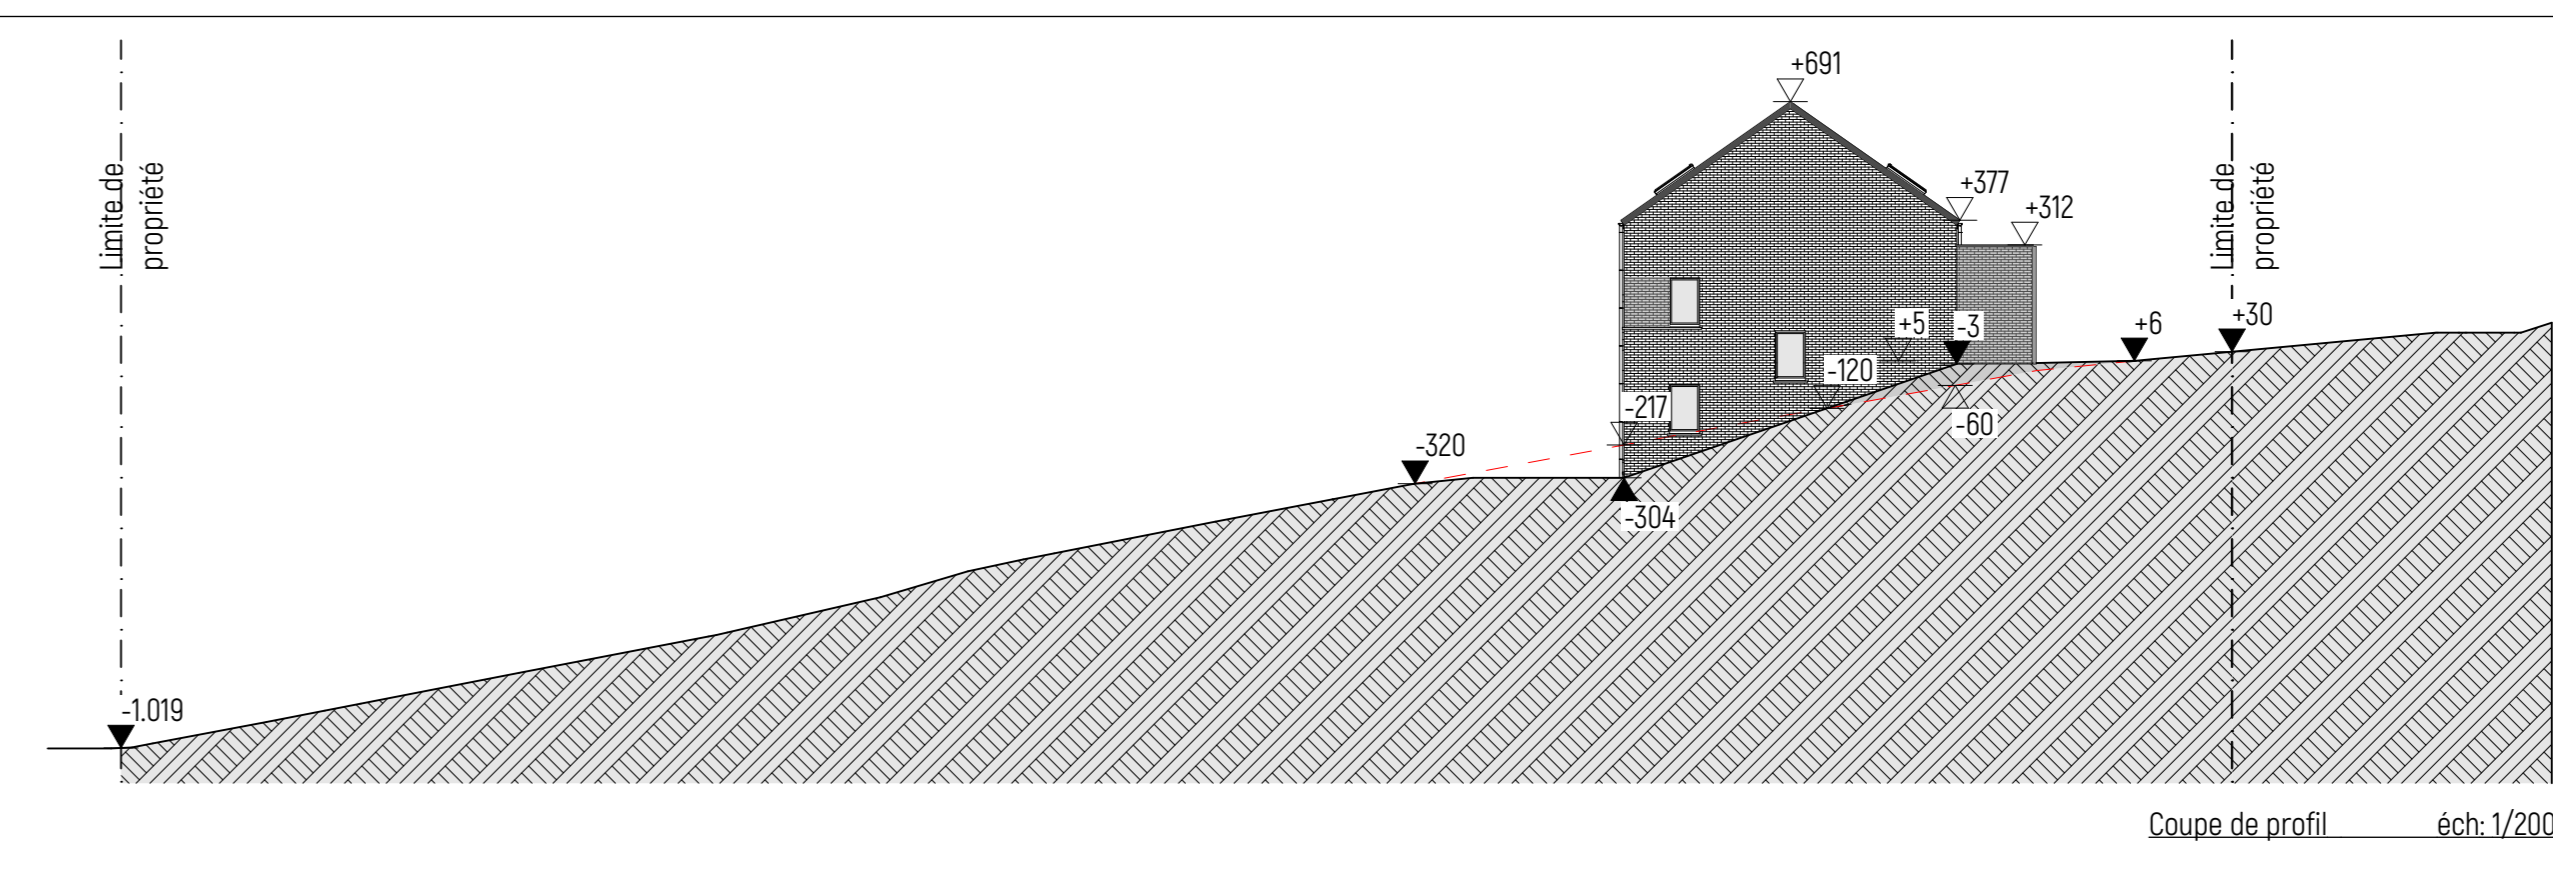 +691
Limite de
propriété
Limite de
propriété
+377
+312
+30
+5
-3
+6
-120
-217
-60
-320
-304
-1.019
Coupe de profil éch: 1/200